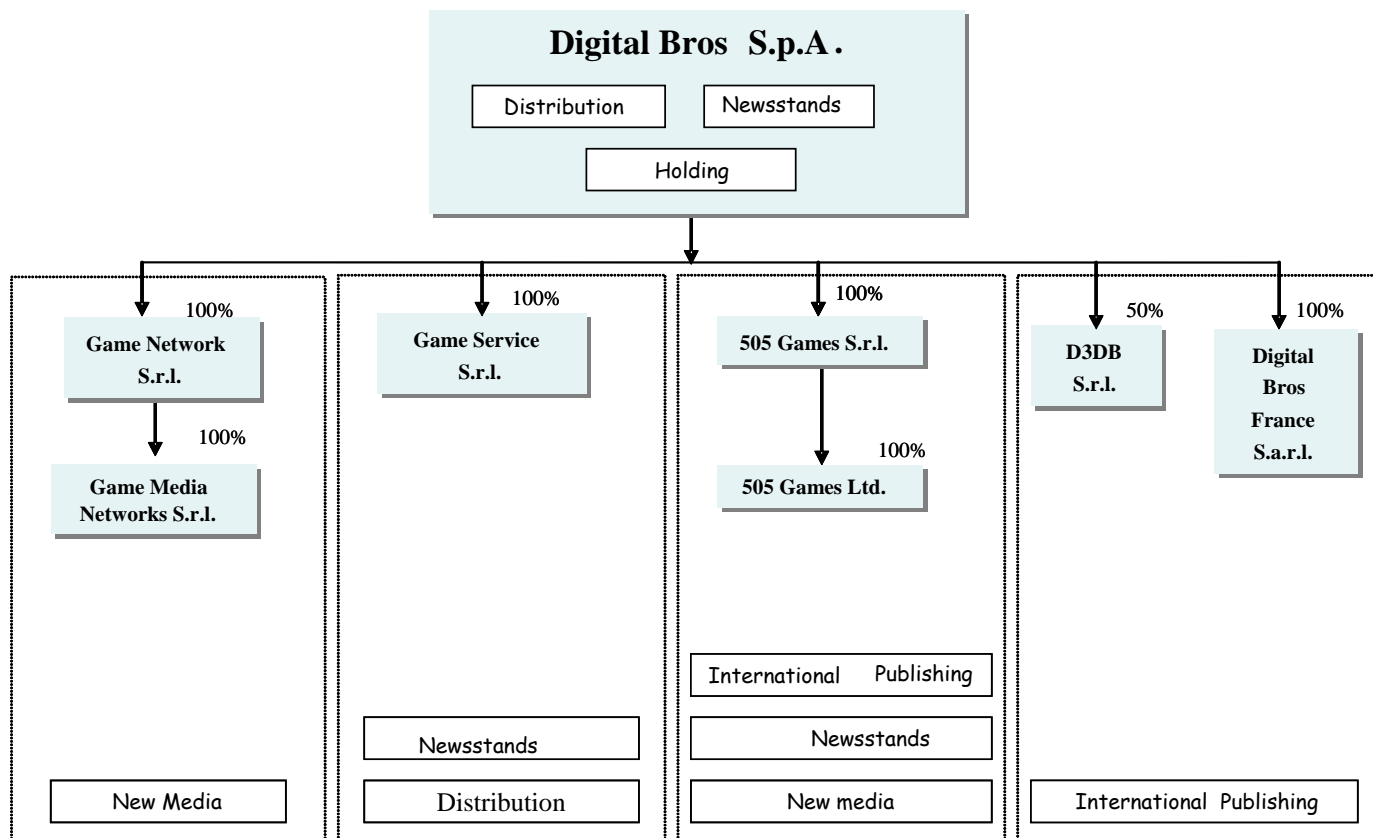 Digital Bros S.p.A.
Distribution
Newsstands
Holding
100%
Game Network
S.r.l.
100%
Game Media
Networks S.r.l.
New Media
100%
Game Service
S.r.l.
Newsstands
Distribution
100%
505 Games S.r.l.
100%
505 Games Ltd.
International Publishing
Newsstands
New media
50%
D3DB
S.r.l.
100%
Digital
Bros
France
S.a.r.l.
International Publishing